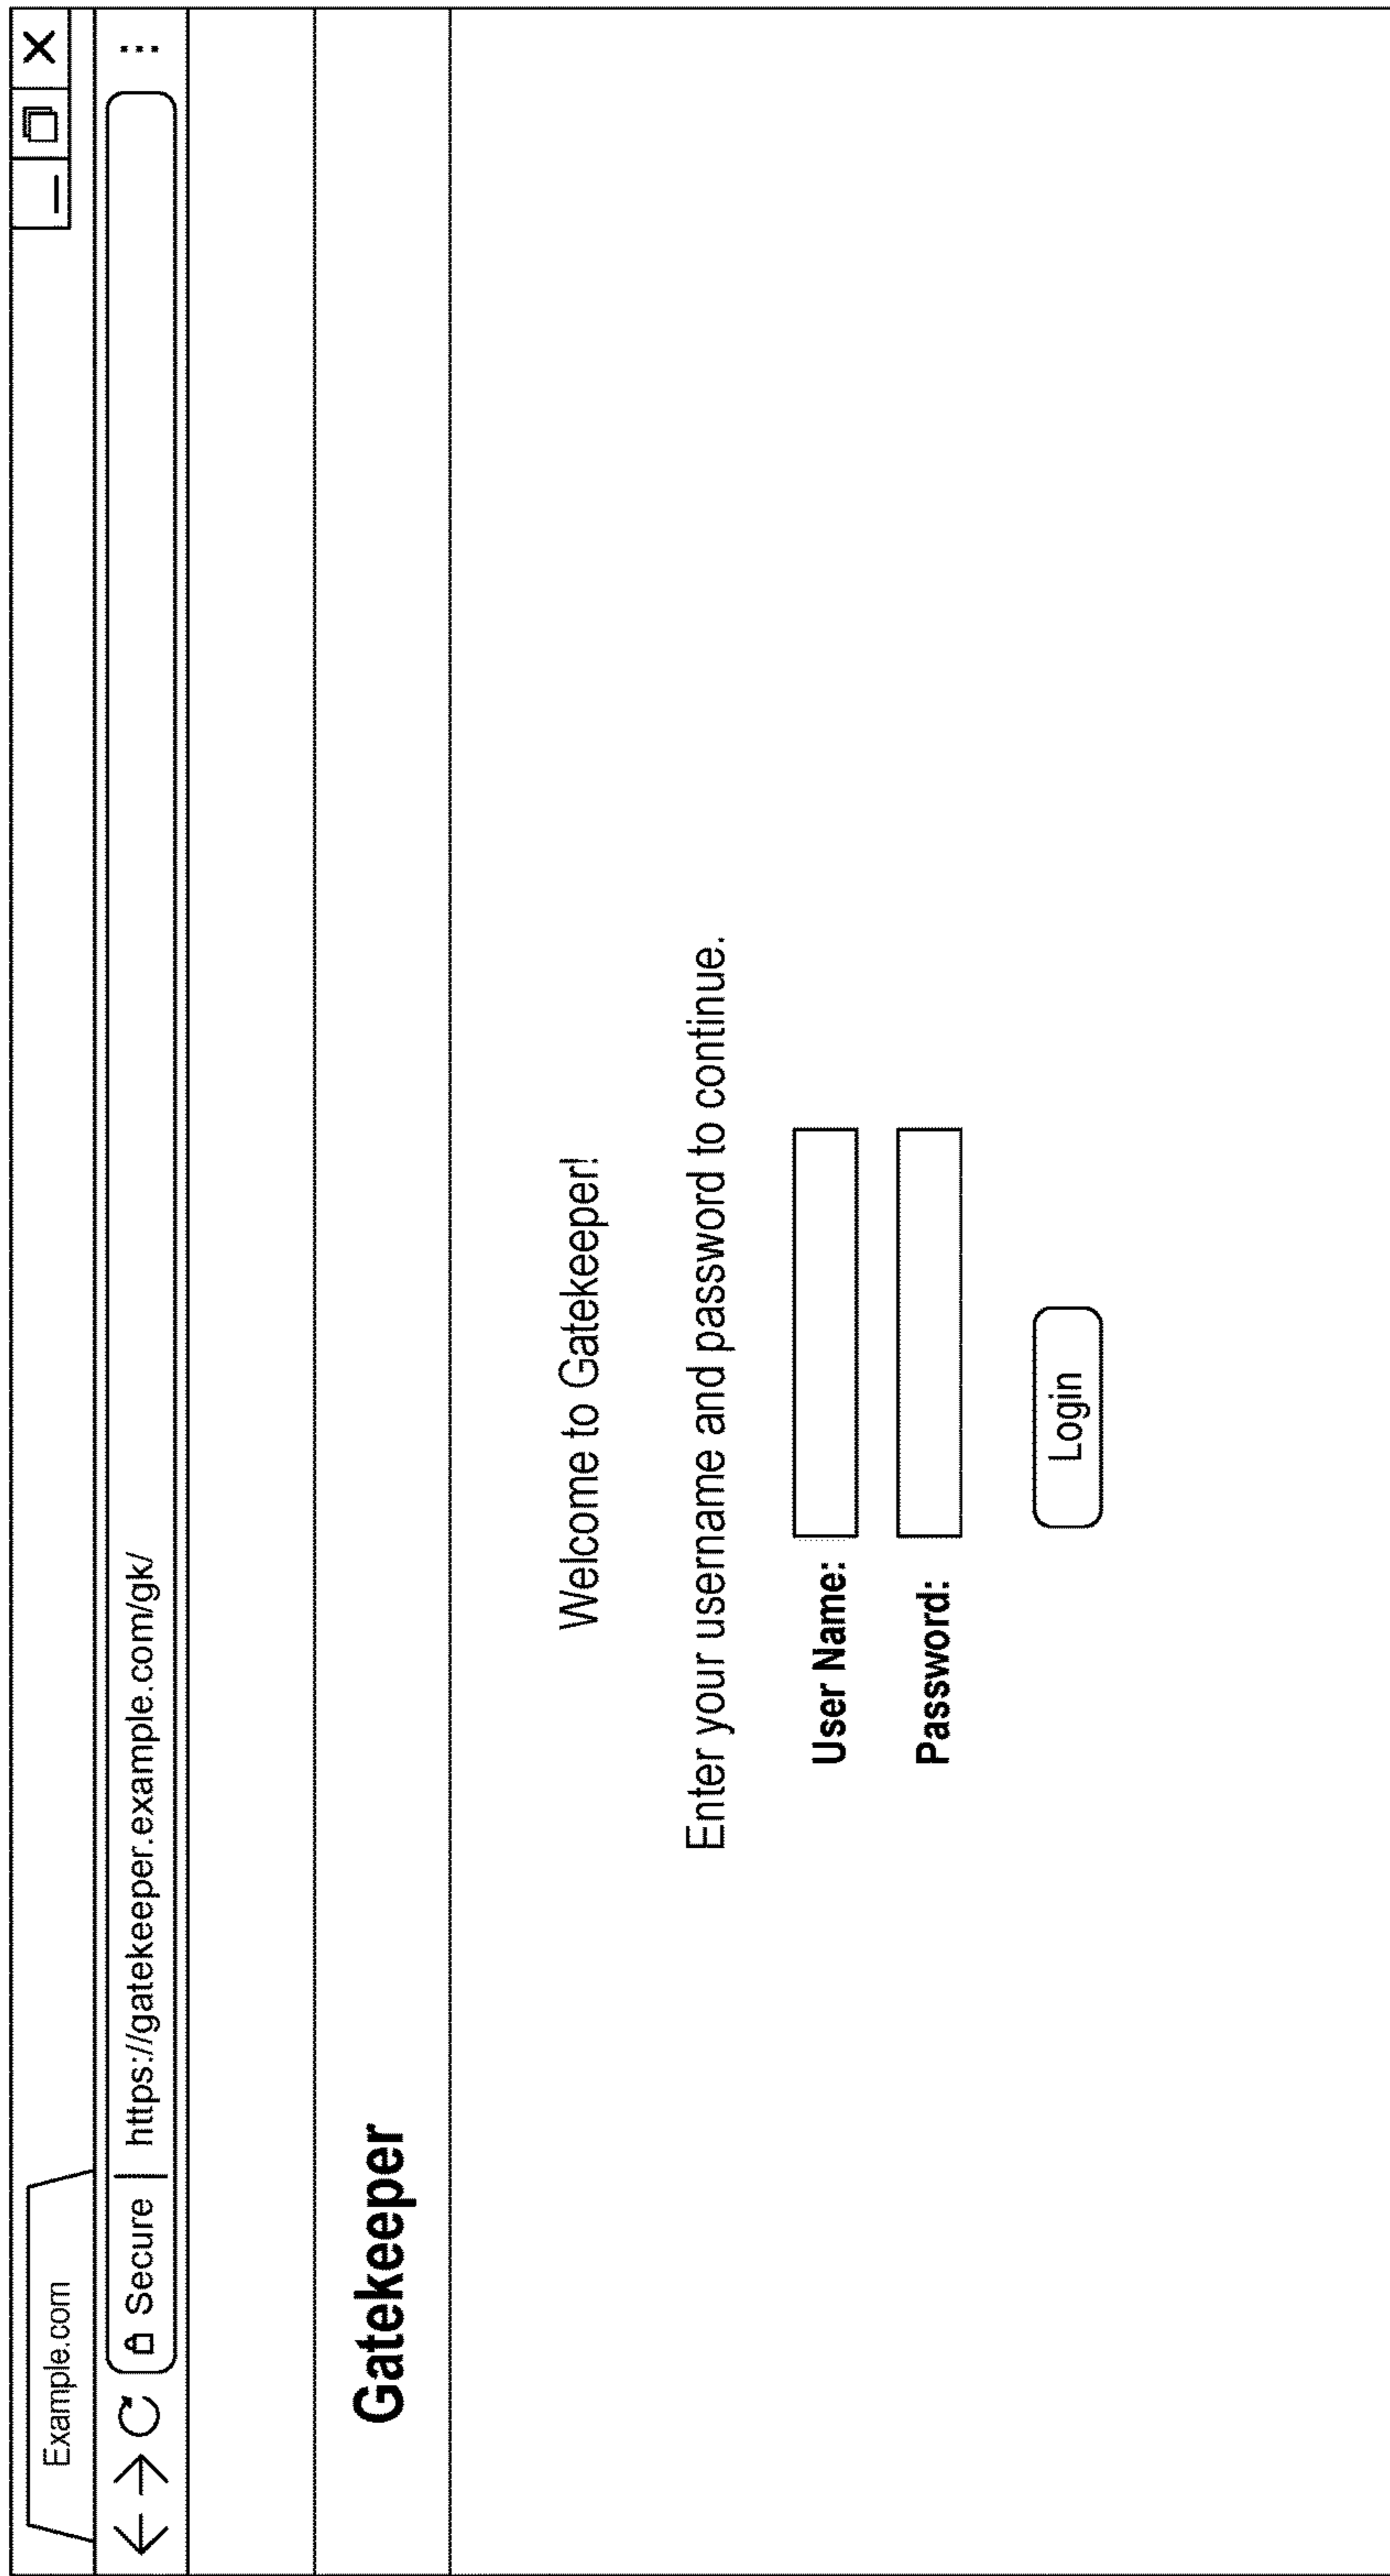 Example.com
Secure | https://gatekeeper.example.com/gk/
Gatekeeper
Welcome to Gatekeeper!
Enter your username and password to continue.
User Name:
Password:
Login